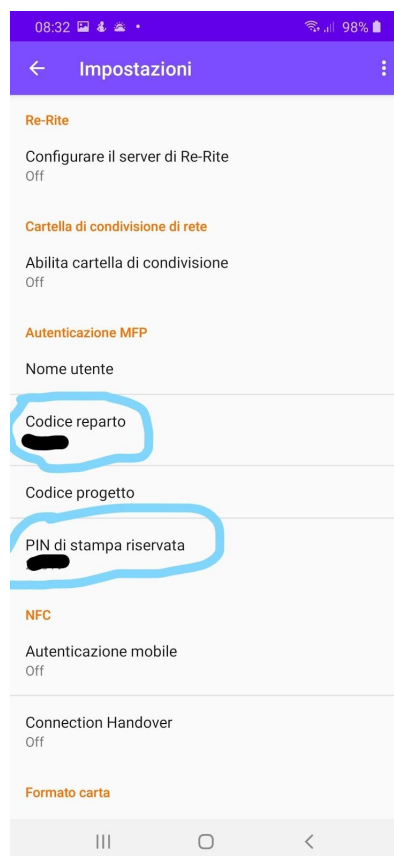 08:32 98%
Impostazioni
Re-Rite
Configurare il server di Re-Rite
Off
Cartella di condivisione di rete
Abilita cartella di condivisione
Off
Autenticazione MFP
Nome utente
Codice reparto
Codice progetto
PIN di stampa riservata
NFC
Autenticazione mobile
Off
Connection Handover
Off
Formato carta